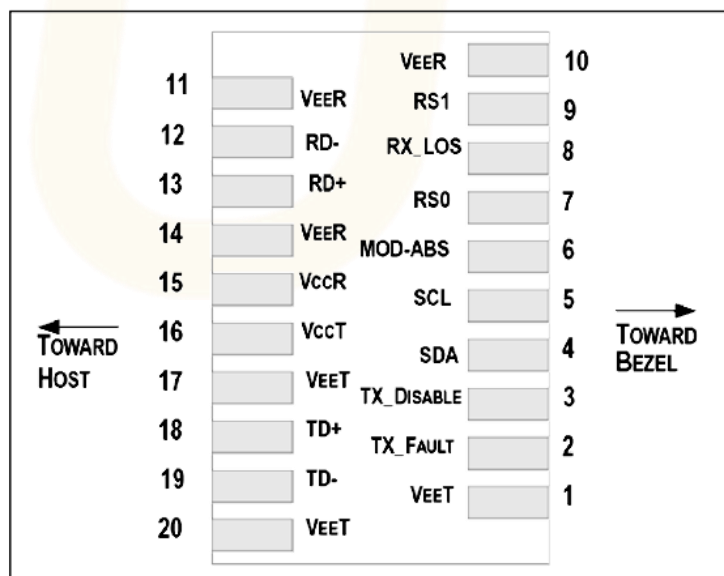 11 VEER
12 RD-
13 RD+
14 VEER
15 VCCR
16 VCCT
17 VEET
18 TD+
19 TD-
20 VEET
VEER 10
RS1 9
RX_LOS 8
RS0 7
MOD-ABS 6
SCL 5
SDA 4
TX_DISABLE 3
TX_FAULT 2
VEET 1
TOWARD
HOST
TOWARD
BEZEL